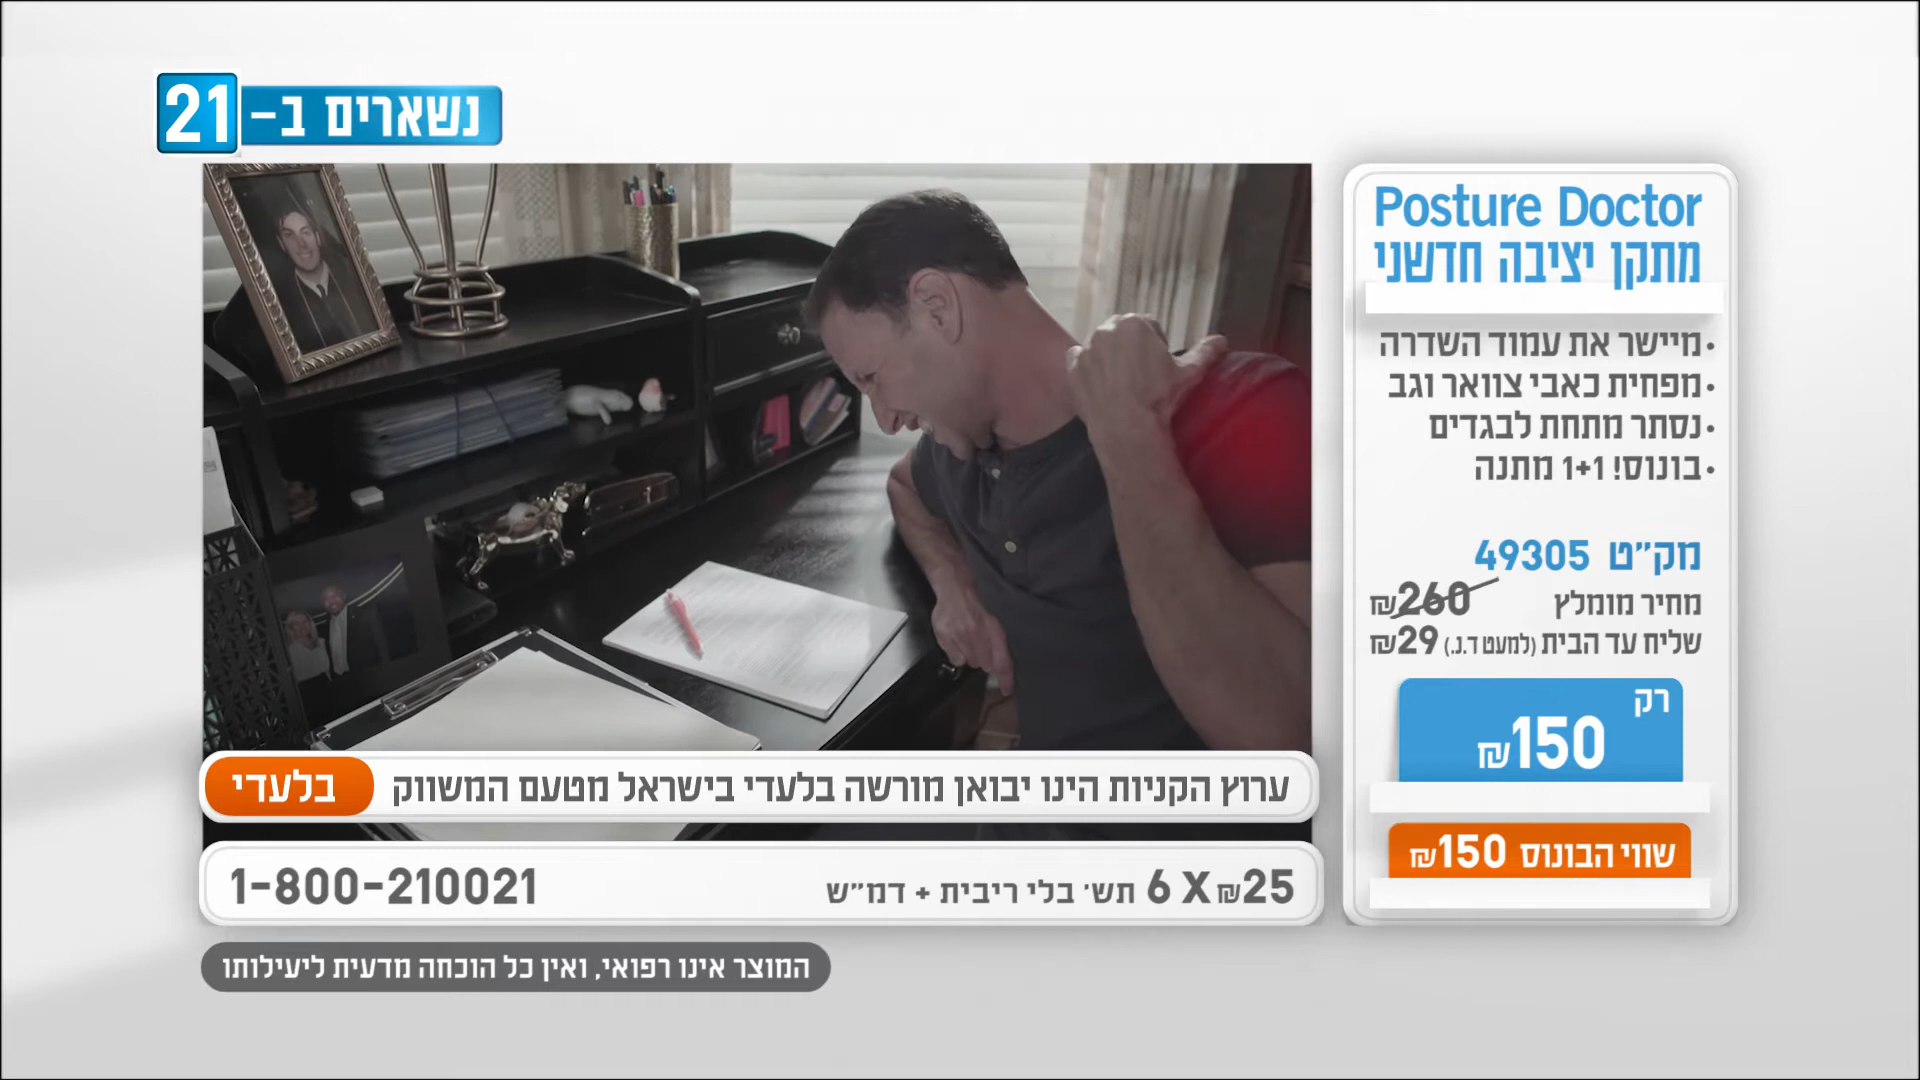 נשארים ב-21
Posture Doctor
מתקן יציבה חדשני
•מיישר את עמוד השדרה
•מפחית כאבי צוואר וגב
•נסתר מתחת לבגדים
•בונוס! 1+1 מתנה
מק״ט 49305
מחיר מומלץ 260₪
שליח עד הבית (למעט ד.נ.) 29₪
רק
150₪
שווי הבונוס 150₪
ערוץ הקניות הינו יבואן מורשה בלעדי בישראל מטעם המשווק
בלעדי
25₪ X 6 תש׳ בלי ריבית + דמ״ש
1-800-210021
המוצר אינו רפואי, ואין כל הוכחה מדעית ליעילותו